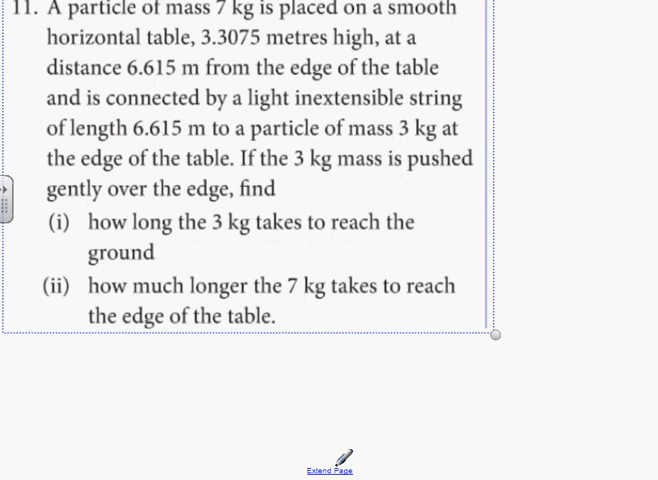 11. A particle of mass 7 kg is placed on a smooth
horizontal table, 3.3075 metres high, at a
distance 6.615 m from the edge of the table
and is connected by a light inextensible string
of length 6.615 m to a particle of mass 3 kg at
the edge of the table. If the 3 kg mass is pushed
gently over the edge, find
(i) how long the 3 kg takes to reach the
ground
(ii) how much longer the 7 kg takes to reach
the edge of the table.
Extend Page